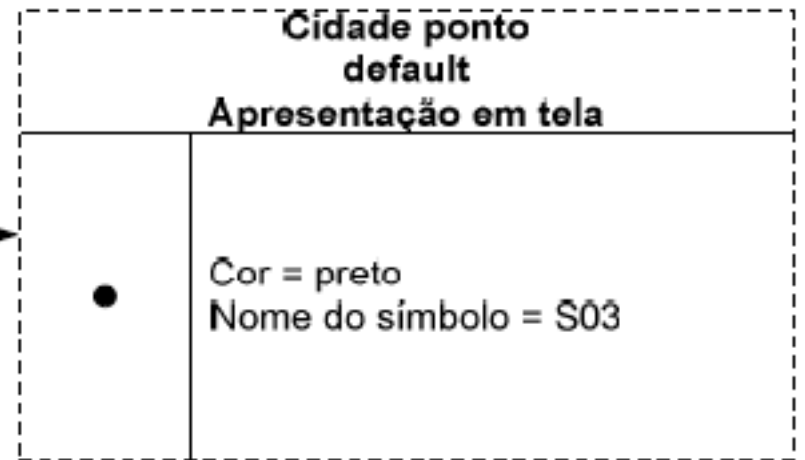 Cidade ponto
default
Apresentação em tela
Cor = preto
Nome do símbolo = S03